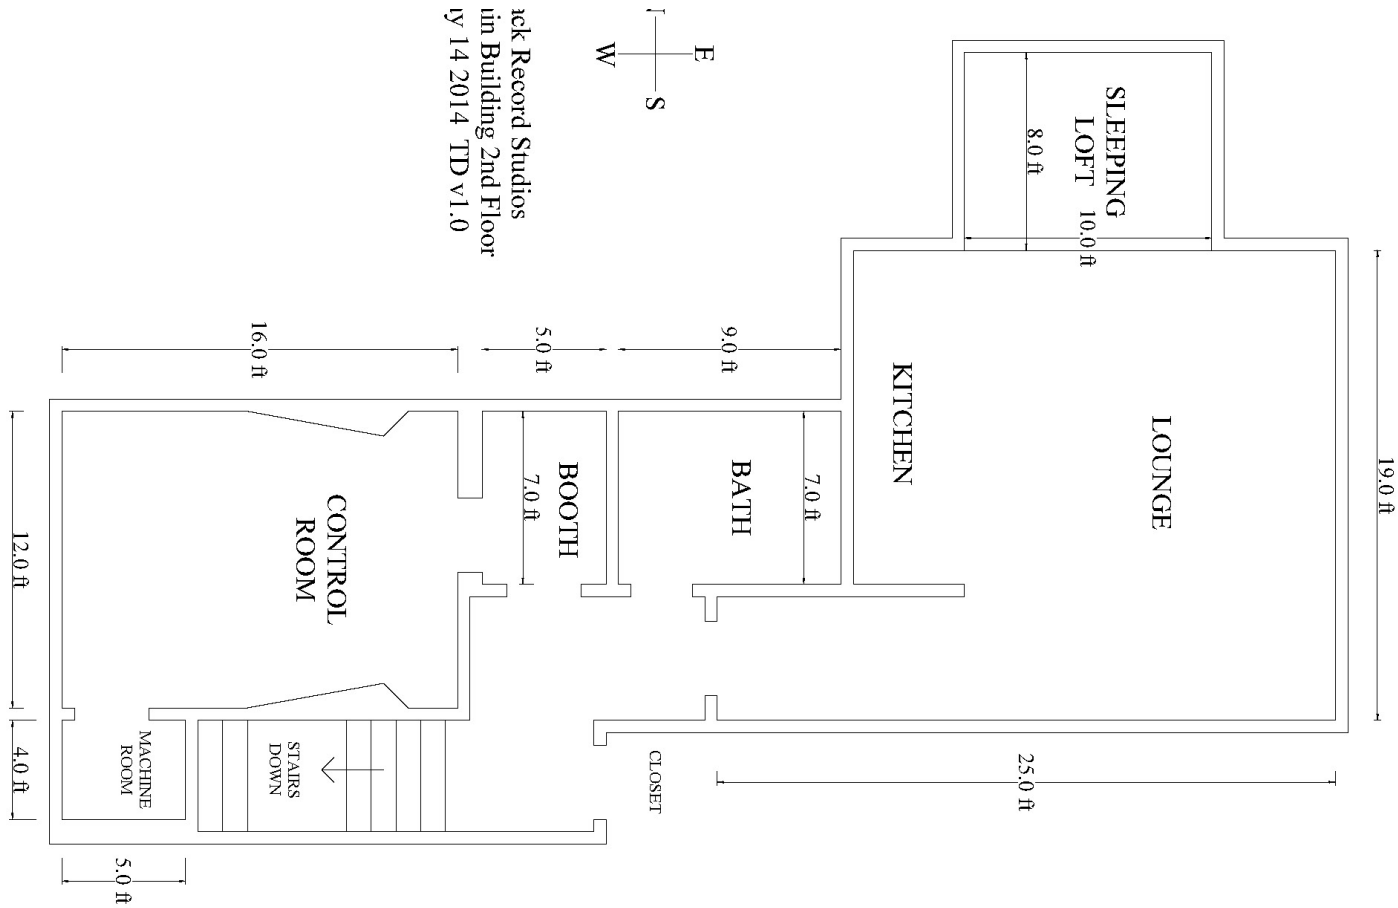 ack Record Studios
in Building 2nd Floor
y 14 2014 TD v1.0
E
W
S
SLEEPING
LOFT
8.0 ft
10.0 ft
LOUNGE
KITCHEN
19.0 ft
25.0 ft
9.0 ft
BATH
7.0 ft
5.0 ft
BOOTH
7.0 ft
16.0 ft
CONTROL
ROOM
12.0 ft
4.0 ft
MACHINE
ROOM
5.0 ft
STAIRS
DOWN
CLOSET